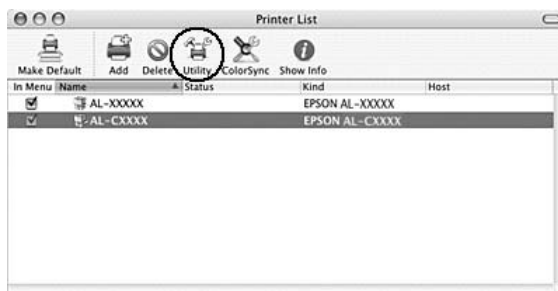 Printer List
Make Default Add Delete Utility ColorSync Show Info
In Menu Name Status Kind Host
AL-XXXXX EPSON AL-XXXXX
AL-CXXXX EPSON AL-CXXXX